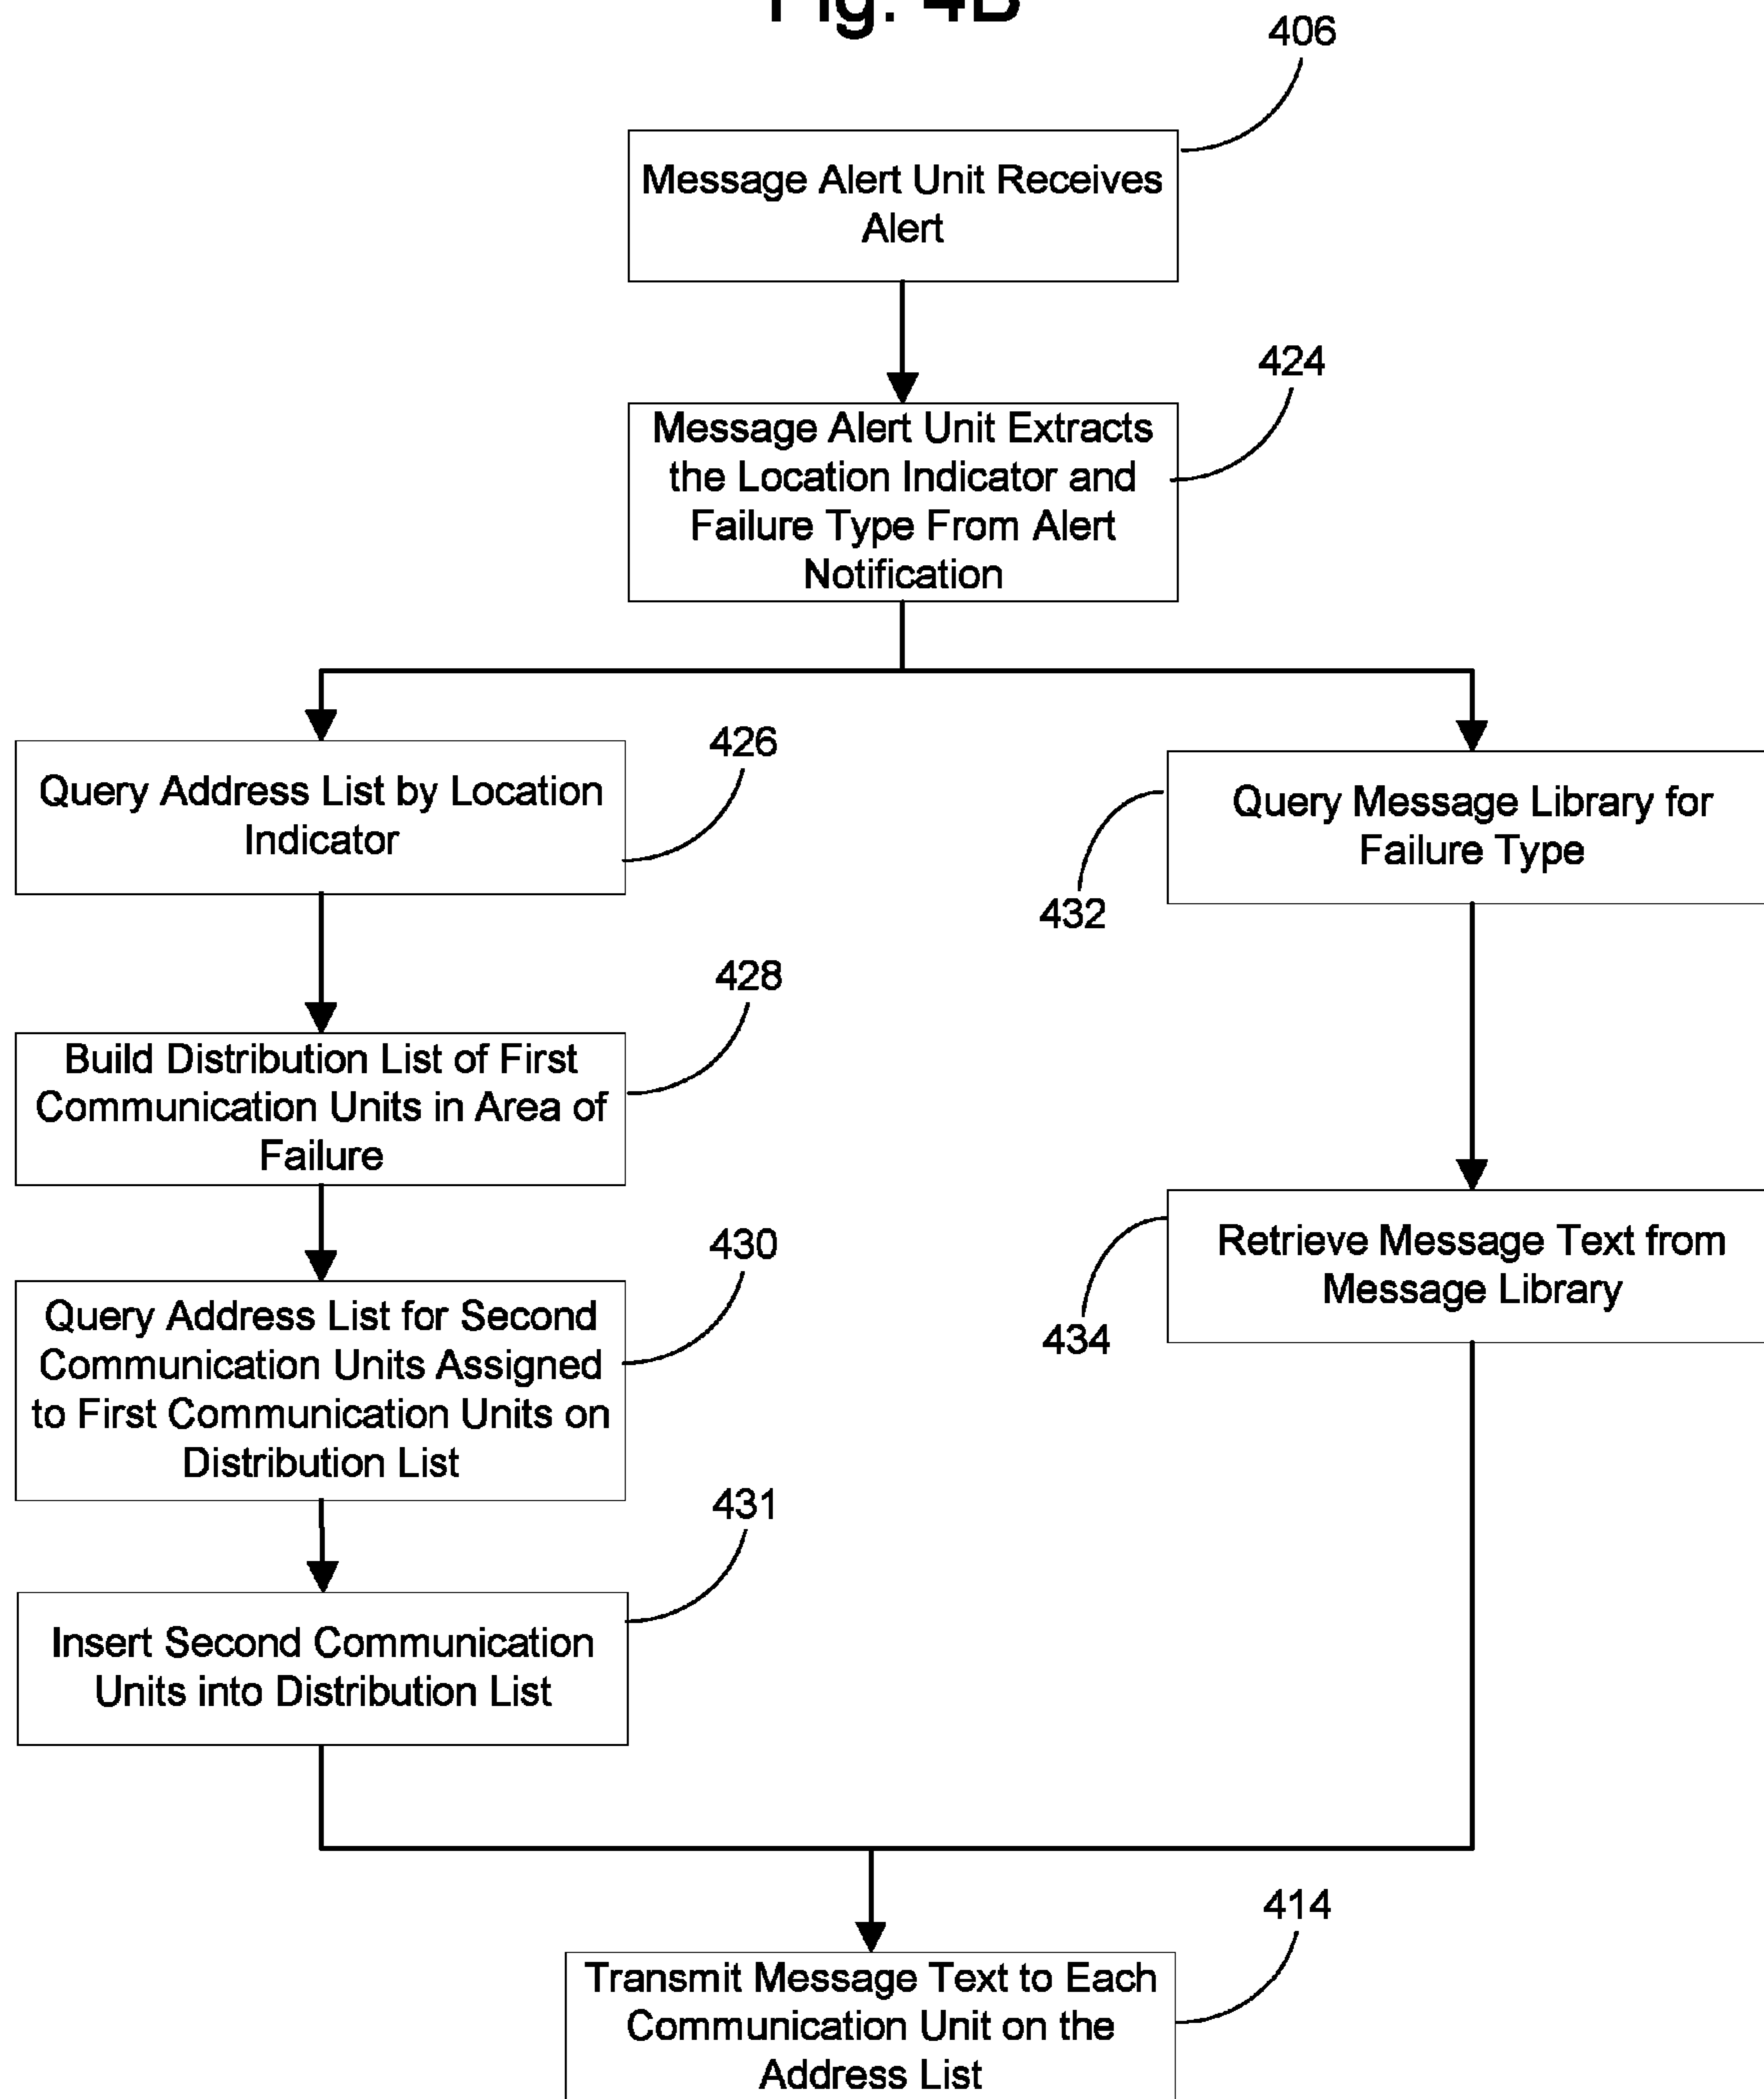 Fig. 4B
406
Message Alert Unit Receives
Alert
424
Message Alert Unit Extracts
the Location Indicator and
Failure Type From Alert
Notification
426
Query Address List by Location
Indicator
432
Query Message Library for
Failure Type
428
Build Distribution List of First
Communication Units in Area of
Failure
434
Retrieve Message Text from
Message Library
430
Query Address List for Second
Communication Units Assigned
to First Communication Units on
Distribution List
431
Insert Second Communication
Units into Distribution List
414
Transmit Message Text to Each
Communication Unit on the
Address List